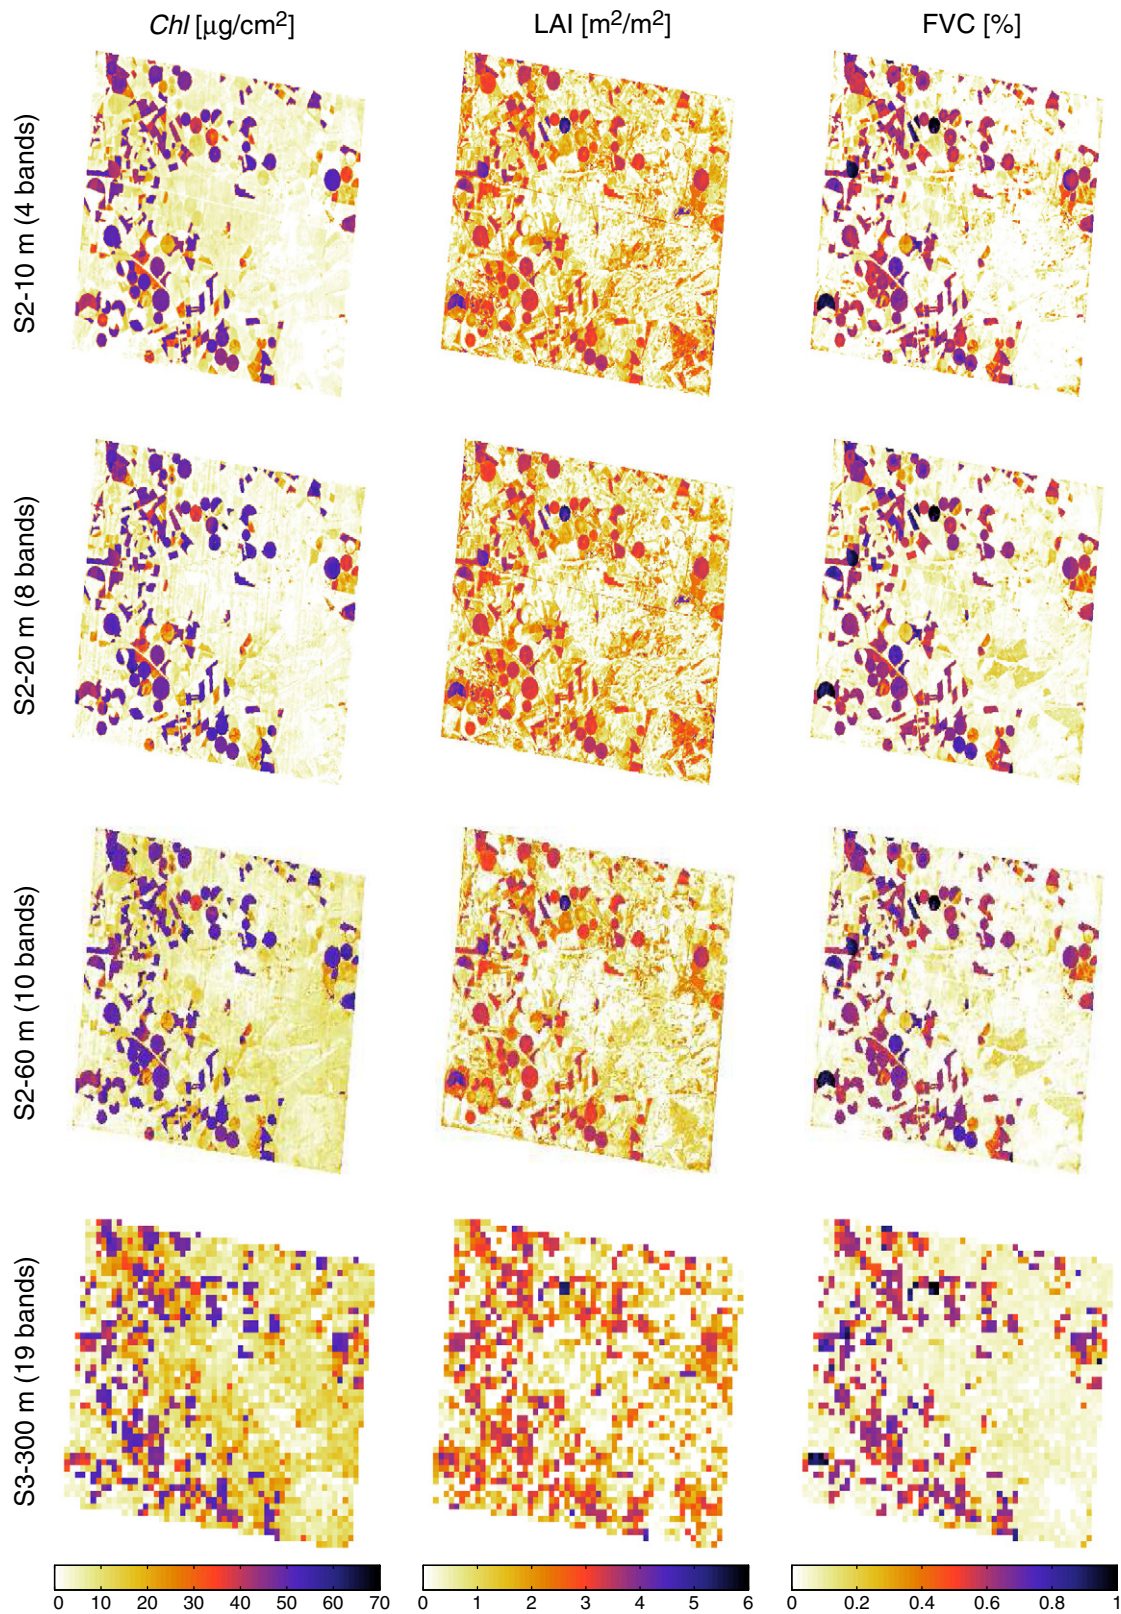 Chl [μg/cm²] LAI [m²/m²] FVC [%]
S2-10 m (4 bands)
S2-20 m (8 bands)
S2-60 m (10 bands)
S3-300 m (19 bands)
0 10 20 30 40 50 60 70 0 1 2 3 4 5 6 0 0.2 0.4 0.6 0.8 1